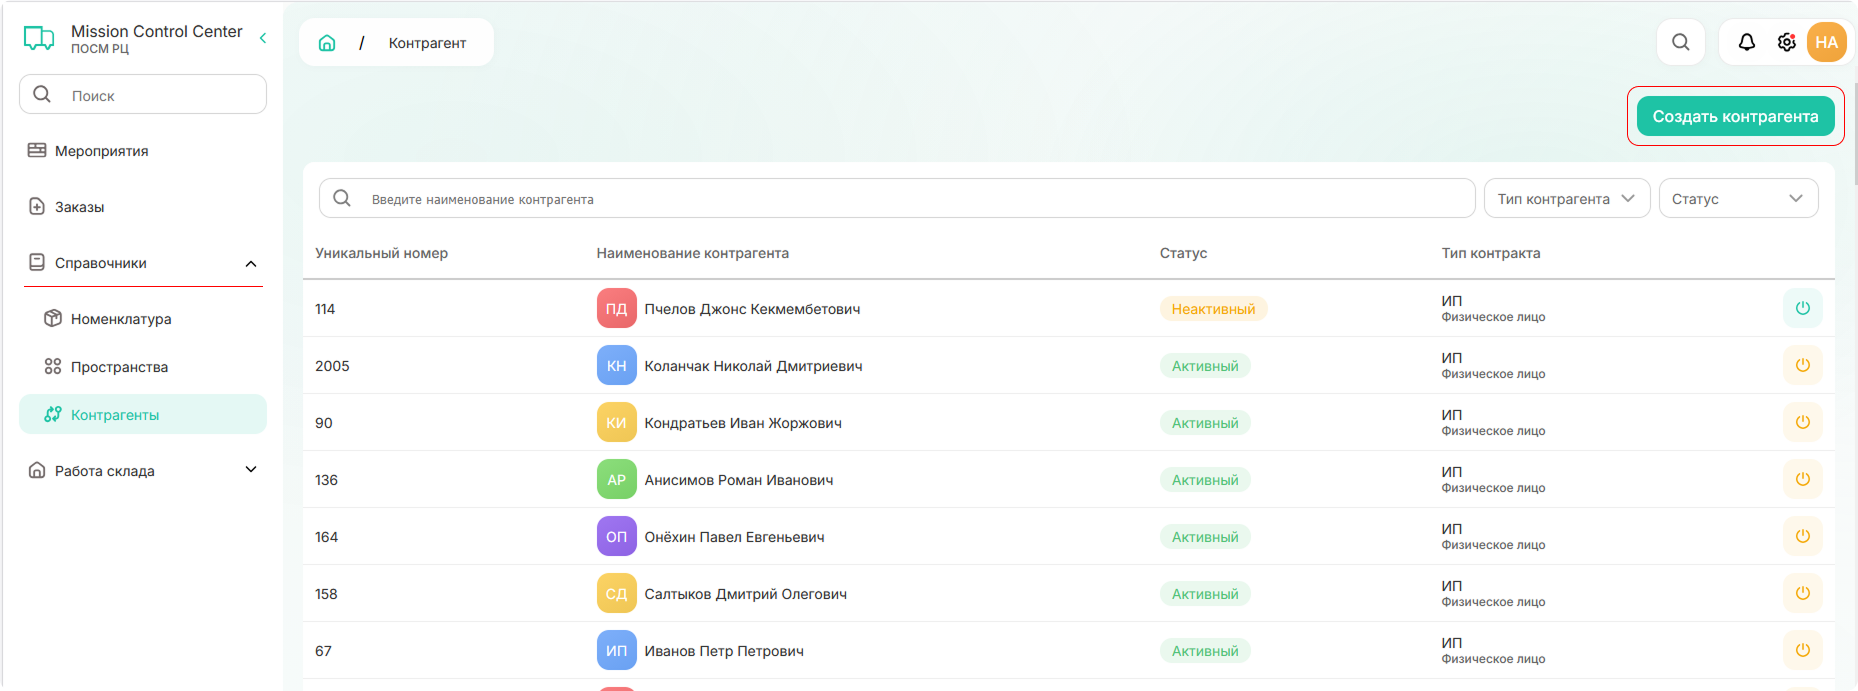 Mission Control Center
ПОСМ РЦ
Поиск
Мероприятия
Заказы
Справочники
Номенклатура
Пространства
Контрагенты
Работа склада
/ Контрагент
НА
Создать контрагента
Введите наименование контрагента
Тип контрагента
Статус
Уникальный номер Наименование контрагента Статус Тип контракта
114 ПД Пчелов Джонс Кекмембетович Неактивный ИП
Физическое лицо
2005 КН Коланчак Николай Дмитриевич Активный ИП
Физическое лицо
90 КИ Кондратьев Иван Жоржович Активный ИП
Физическое лицо
136 АР Анисимов Роман Иванович Активный ИП
Физическое лицо
164 ОП Онёхин Павел Евгеньевич Активный ИП
Физическое лицо
158 СД Салтыков Дмитрий Олегович Активный ИП
Физическое лицо
67 ИП Иванов Петр Петрович Активный ИП
Физическое лицо